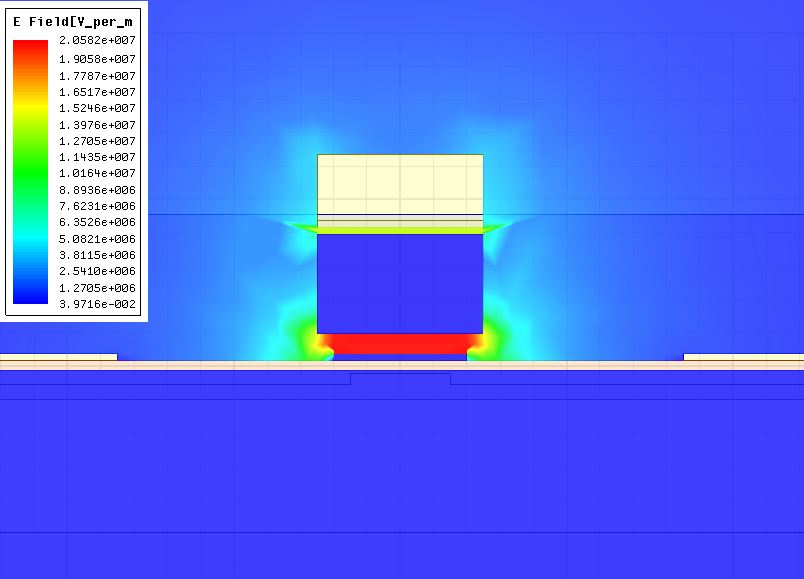 E Field[V_per_m
2.0582e+007
1.9058e+007
1.7787e+007
1.6517e+007
1.5246e+007
1.3976e+007
1.2705e+007
1.1435e+007
1.0164e+007
8.8936e+006
7.6231e+006
6.3526e+006
5.0821e+006
3.8115e+006
2.5410e+006
1.2705e+006
3.9716e-002